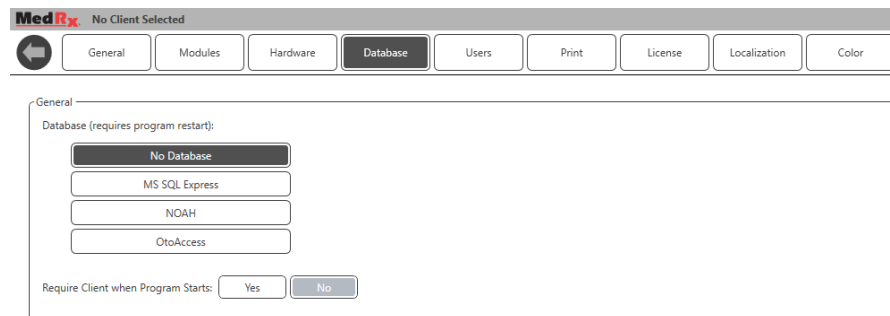 MedRx No Client Selected
General Modules Hardware Database Users Print License Localization Color
General
Database (requires program restart):
No Database
MS SQL Express
NOAH
OtoAccess
Require Client when Program Starts: Yes No